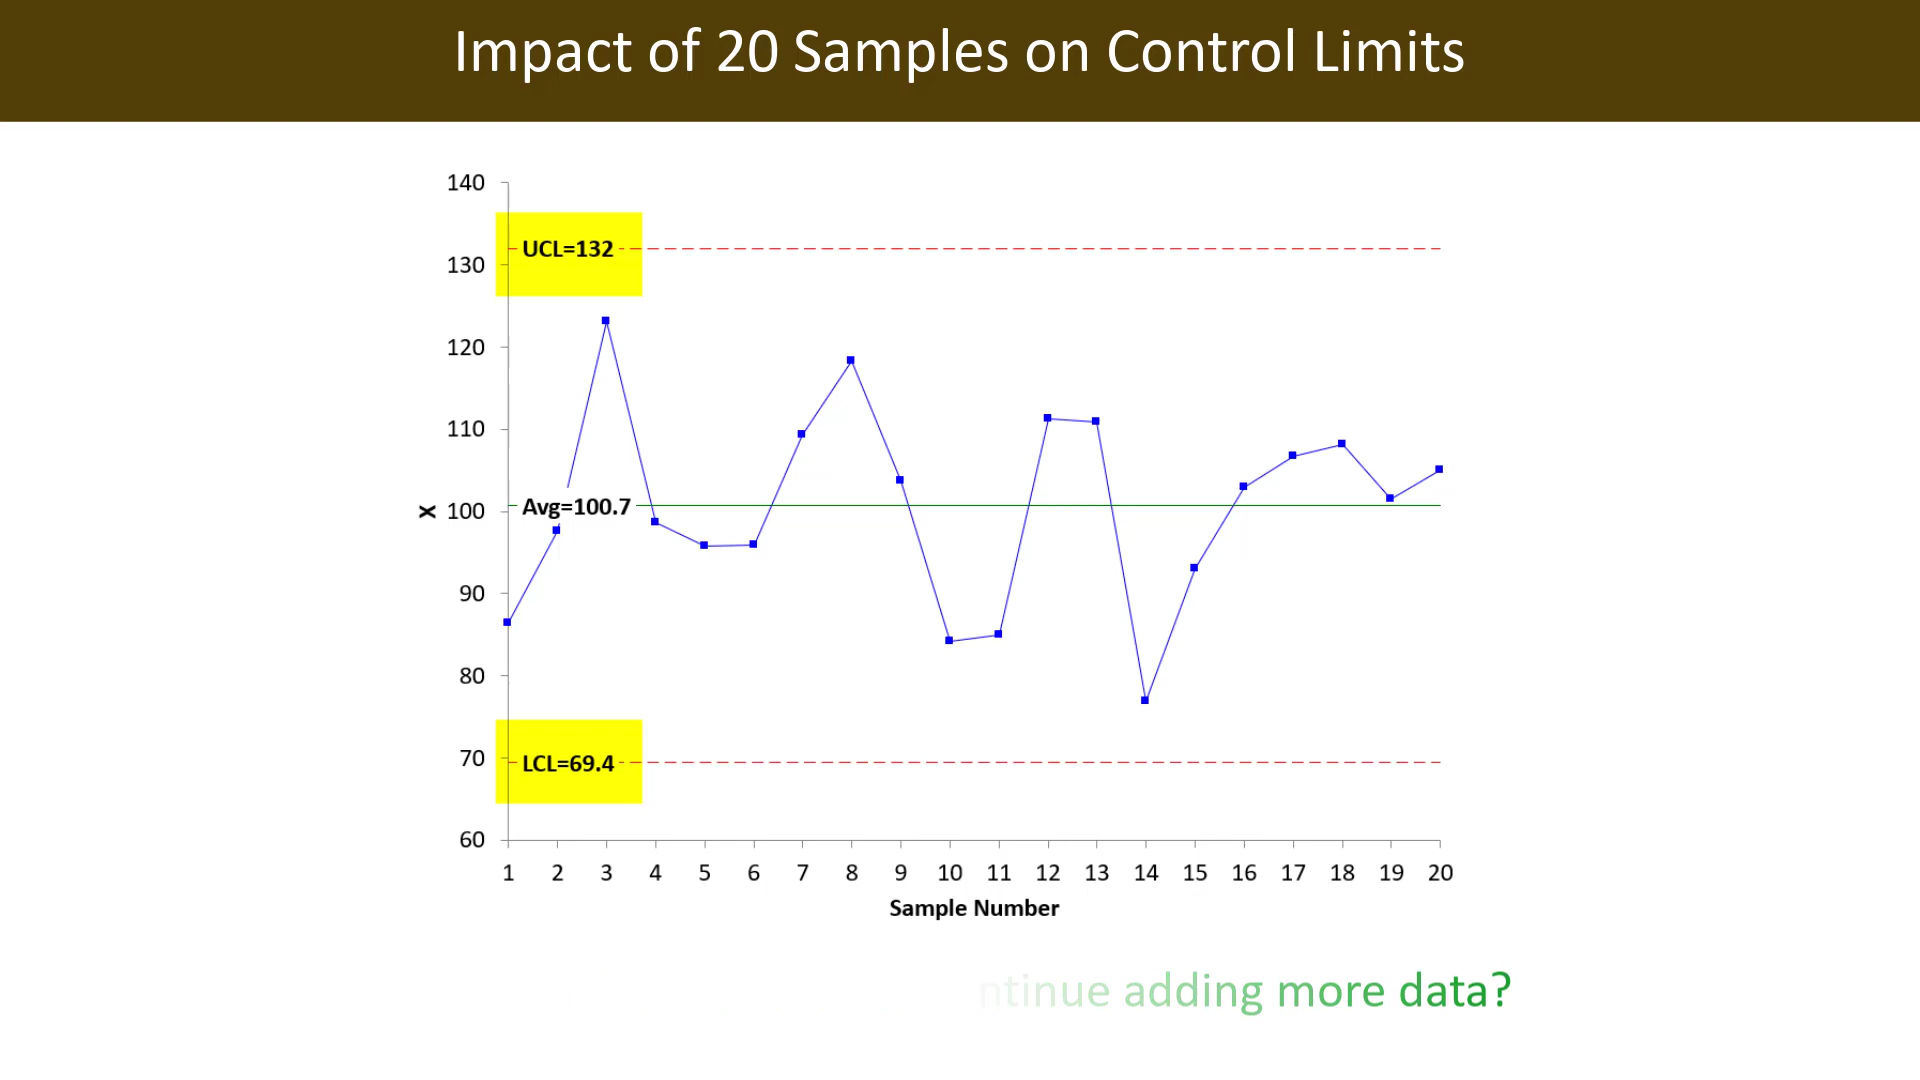 Impact of 20 Samples on Control Limits
140
UCL=132
130
120
110
Avg=100.7
X
100
90
80
70
LCL=69.4
60
1 2 3 4 5 6 7 8 9 10 11 12 13 14 15 16 17 18 19 20
Sample Number
ntinue adding more data?